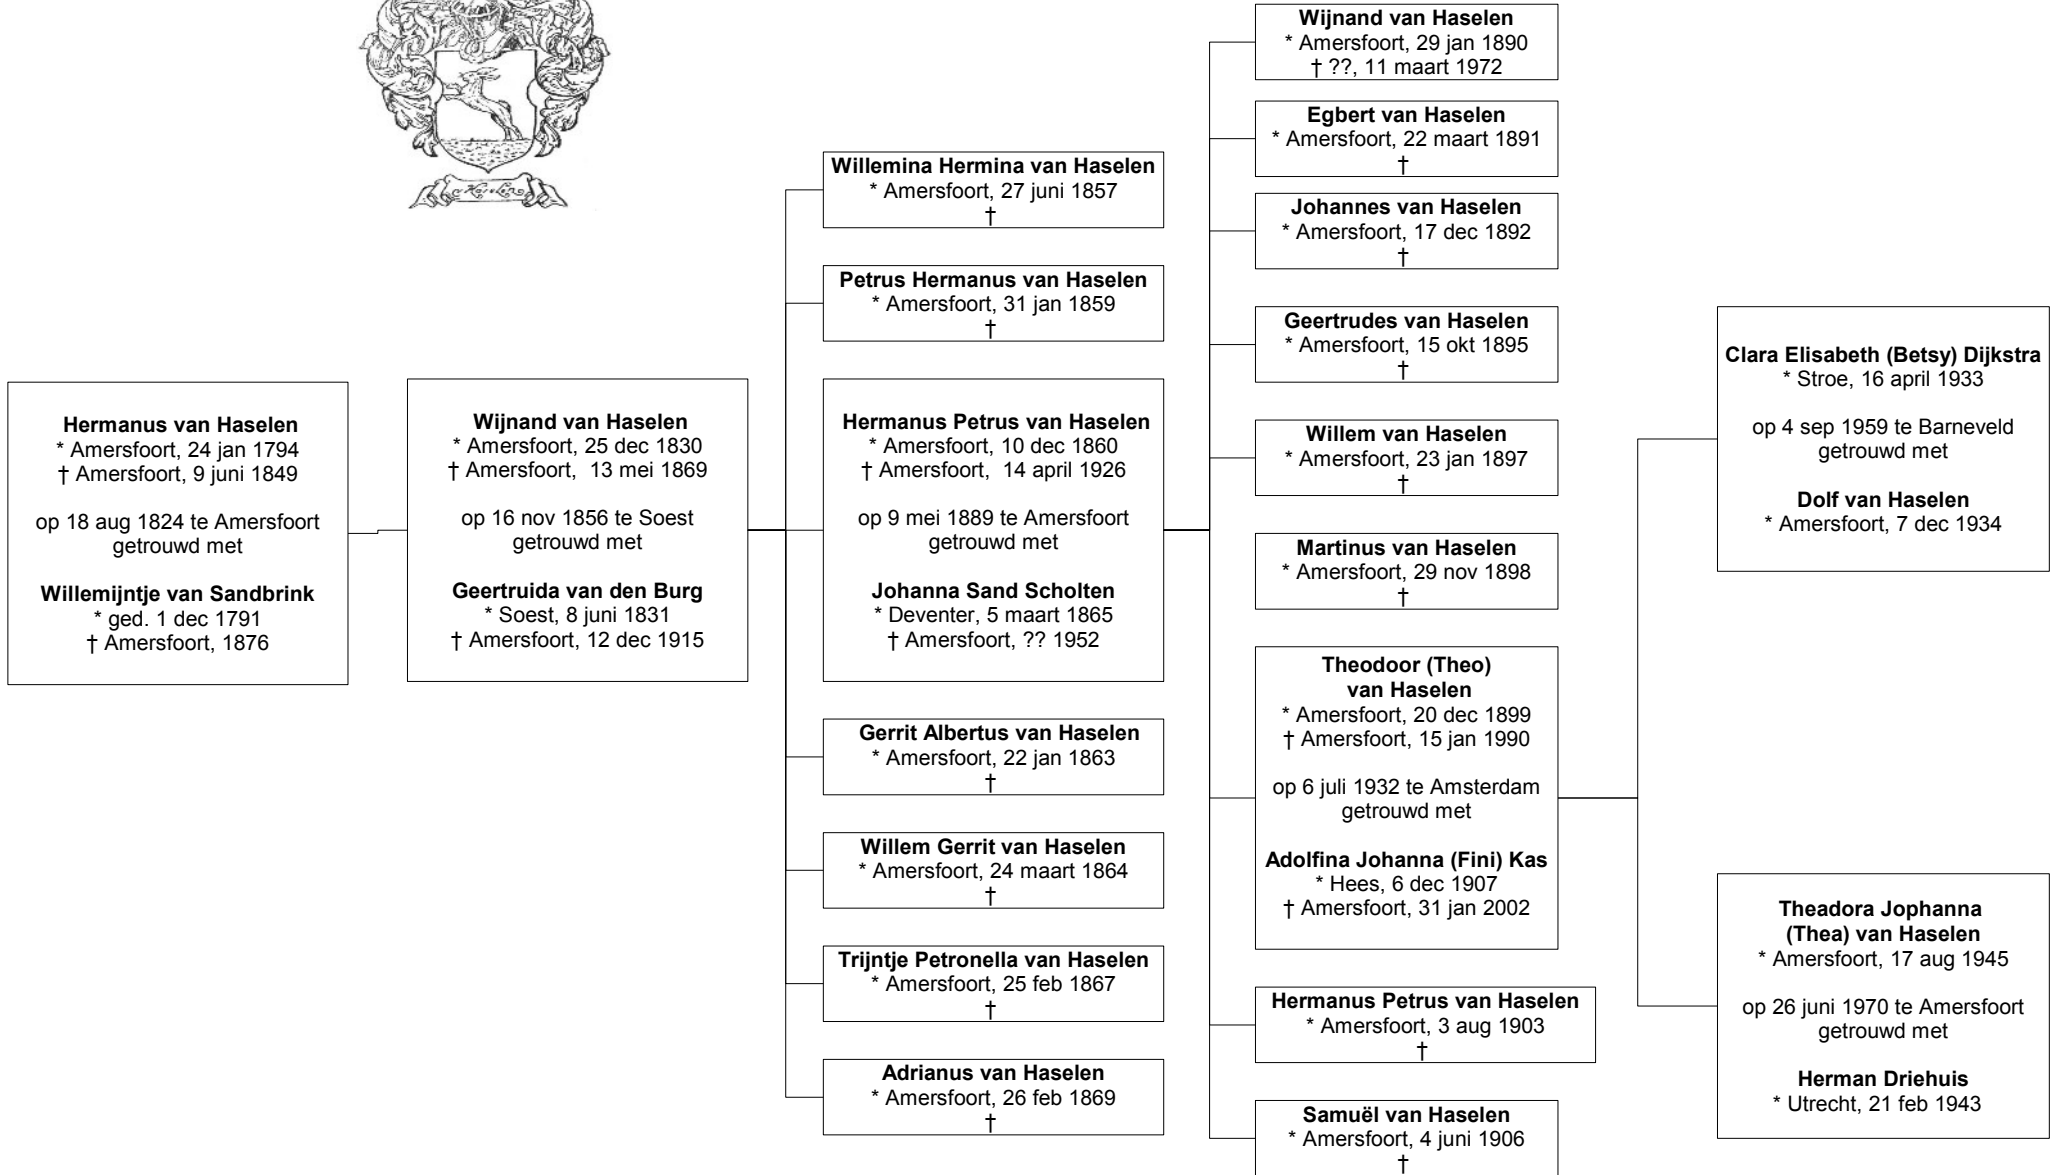 v Haselen
Hermanus van Haselen
* Amersfoort, 24 jan 1794
† Amersfoort, 9 juni 1849
op 18 aug 1824 te Amersfoort
getrouwd met
Willemijntje van Sandbrink
* ged. 1 dec 1791
† Amersfoort, 1876
Wijnand van Haselen
* Amersfoort, 25 dec 1830
† Amersfoort, 13 mei 1869
op 16 nov 1856 te Soest
getrouwd met
Geertruida van den Burg
* Soest, 8 juni 1831
† Amersfoort, 12 dec 1915
Willemina Hermina van Haselen
* Amersfoort, 27 juni 1857
†
Petrus Hermanus van Haselen
* Amersfoort, 31 jan 1859
†
Hermanus Petrus van Haselen
* Amersfoort, 10 dec 1860
† Amersfoort, 14 april 1926
op 9 mei 1889 te Amersfoort
getrouwd met
Johanna Sand Scholten
* Deventer, 5 maart 1865
† Amersfoort, ?? 1952
Gerrit Albertus van Haselen
* Amersfoort, 22 jan 1863
†
Willem Gerrit van Haselen
* Amersfoort, 24 maart 1864
†
Trijntje Petronella van Haselen
* Amersfoort, 25 feb 1867
†
Adrianus van Haselen
* Amersfoort, 26 feb 1869
†
Wijnand van Haselen
* Amersfoort, 29 jan 1890
† ??, 11 maart 1972
Egbert van Haselen
* Amersfoort, 22 maart 1891
†
Johannes van Haselen
* Amersfoort, 17 dec 1892
†
Geertrudes van Haselen
* Amersfoort, 15 okt 1895
†
Willem van Haselen
* Amersfoort, 23 jan 1897
†
Martinus van Haselen
* Amersfoort, 29 nov 1898
†
Theodoor (Theo)
van Haselen
* Amersfoort, 20 dec 1899
† Amersfoort, 15 jan 1990
op 6 juli 1932 te Amsterdam
getrouwd met
Adolfina Johanna (Fini) Kas
* Hees, 6 dec 1907
† Amersfoort, 31 jan 2002
Hermanus Petrus van Haselen
* Amersfoort, 3 aug 1903
†
Samuël van Haselen
* Amersfoort, 4 juni 1906
†
Clara Elisabeth (Betsy) Dijkstra
* Stroe, 16 april 1933
op 4 sep 1959 te Barneveld
getrouwd met
Dolf van Haselen
* Amersfoort, 7 dec 1934
Theadora Jophanna
(Thea) van Haselen
* Amersfoort, 17 aug 1945
op 26 juni 1970 te Amersfoort
getrouwd met
Herman Driehuis
* Utrecht, 21 feb 1943